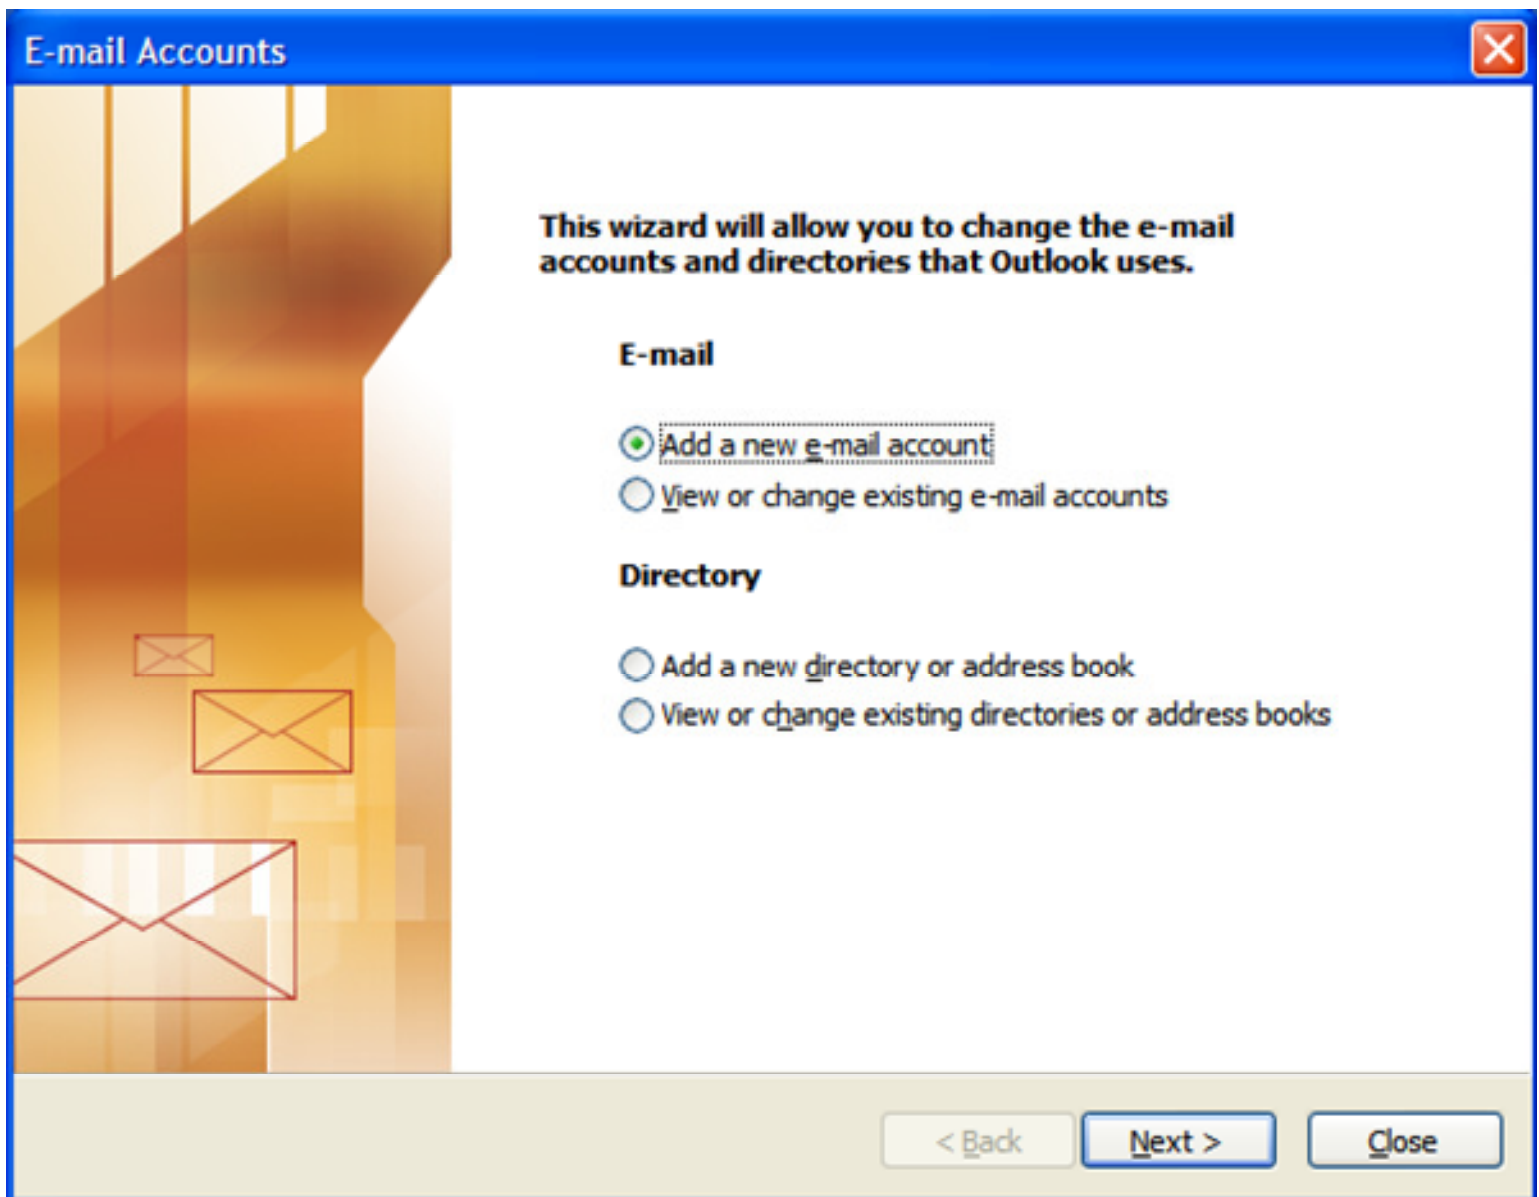 E-mail Accounts
This wizard will allow you to change the e-mail
accounts and directories that Outlook uses.
E-mail
Add a new e-mail account
View or change existing e-mail accounts
Directory
Add a new directory or address book
View or change existing directories or address books
< Back Next > Close